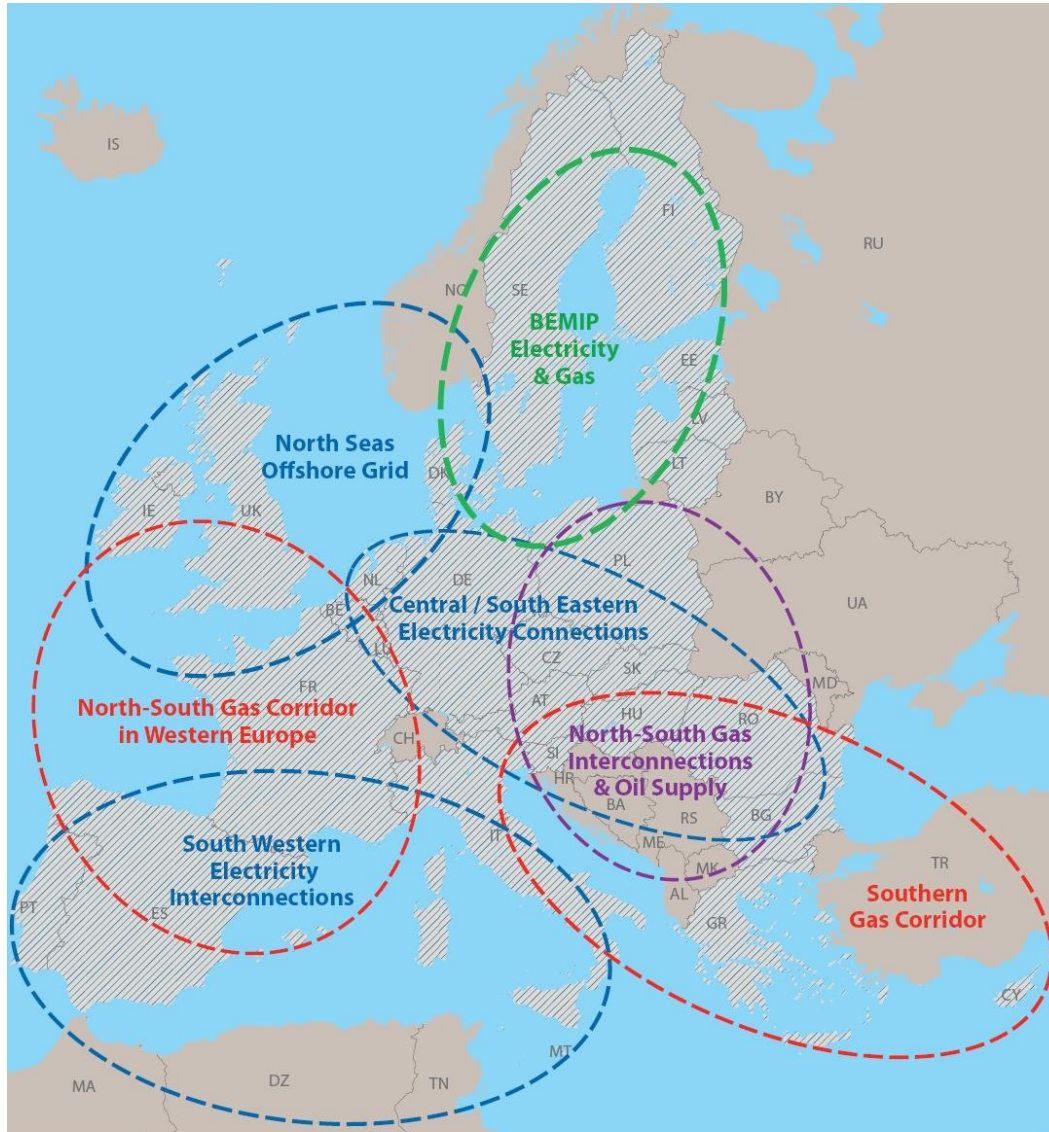 IS
FI
RU
NO
SE
BEMIP
Electricity
& Gas
EE
LV
LT
North Seas
Offshore Grid
DK
BY
IE
UK
PL
NL
DE
BE
Central / South Eastern
Electricity Connections
UA
LU
CZ
SK
FR
AT
MD
North-South Gas Corridor
in Western Europe
CH
HU
RO
North-South Gas
Interconnections
& Oil Supply
SI
HR
BA
RS
BG
IT
ME
MK
South Western
Electricity
Interconnections
TR
AL
Southern
Gas Corridor
PT
ES
GR
CY
MT
MA
DZ
TN